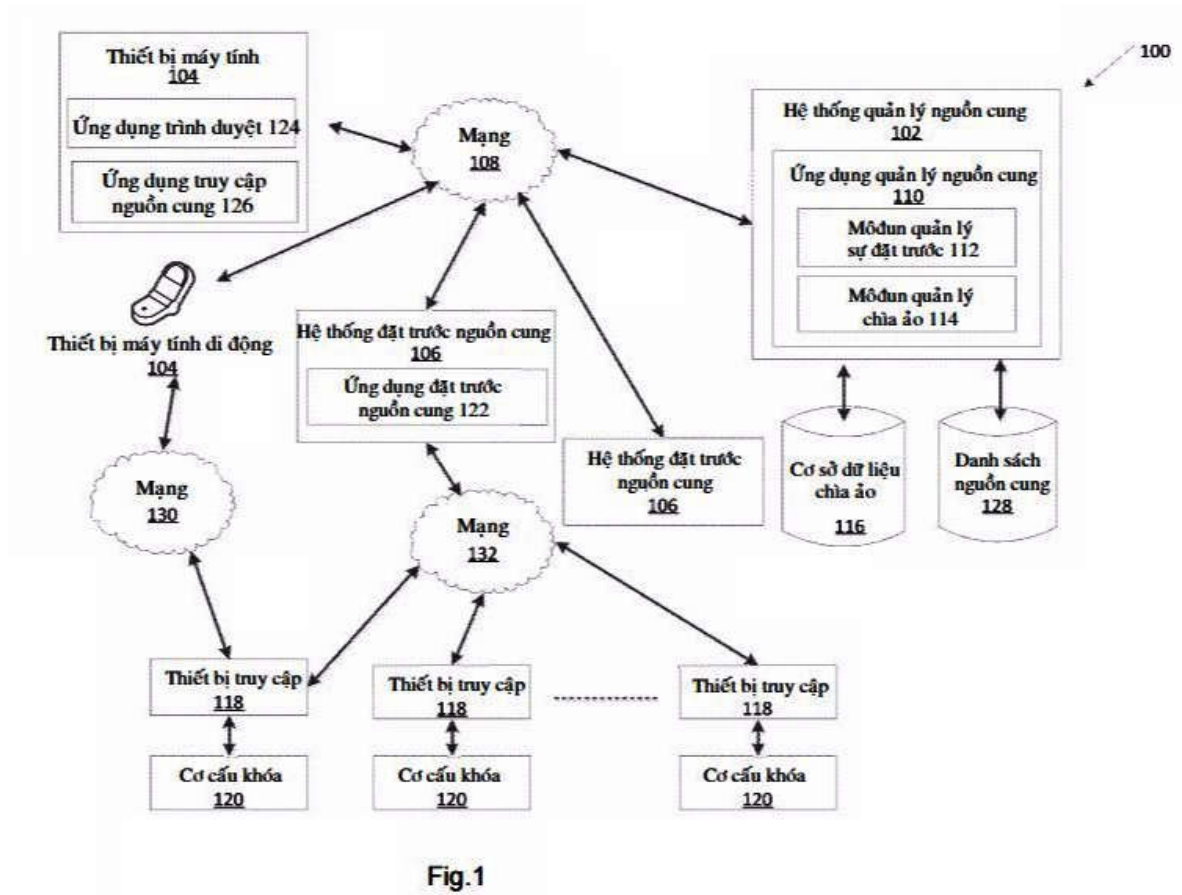 100
Thiết bị máy tính
104
Ứng dụng trình duyệt 124
Ứng dụng truy cập
nguồn cung 126
Mạng
108
Hệ thống quản lý nguồn cung
102
Ứng dụng quản lý nguồn cung
110
Môđun quản lý
sự đặt trước 112
Môđun quản lý
chìa ảo 114
Thiết bị máy tính di động
104
Hệ thống đặt trước nguồn cung
106
Ứng dụng đặt trước
nguồn cung 122
Hệ thống đặt trước
nguồn cung
106
Cơ sở dữ liệu
chìa ảo
116
Danh sách
nguồn cung
128
Mạng
130
Mạng
132
Thiết bị truy cập
118
Thiết bị truy cập
118
Thiết bị truy cập
118
Cơ cấu khóa
120
Cơ cấu khóa
120
Cơ cấu khóa
120
Fig.1